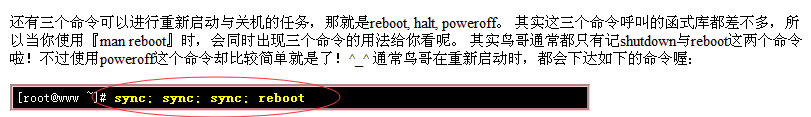 还有三个命令可以进行重新启动与关机的任务，那就是reboot, halt, poweroff。 其实这三个命令呼叫的函式库都差不多，所
以当你使用『man reboot』时，会同时出现三个命令的用法给你看呢。 其实鸟哥通常都只有记shutdown与reboot这两个命令
啦！不过使用poweroff这个命令却比较简单就是了！^_^ 通常鸟哥在重新启动时，都会下达如下的命令喔：
[root@www ~]# sync; sync; sync; reboot